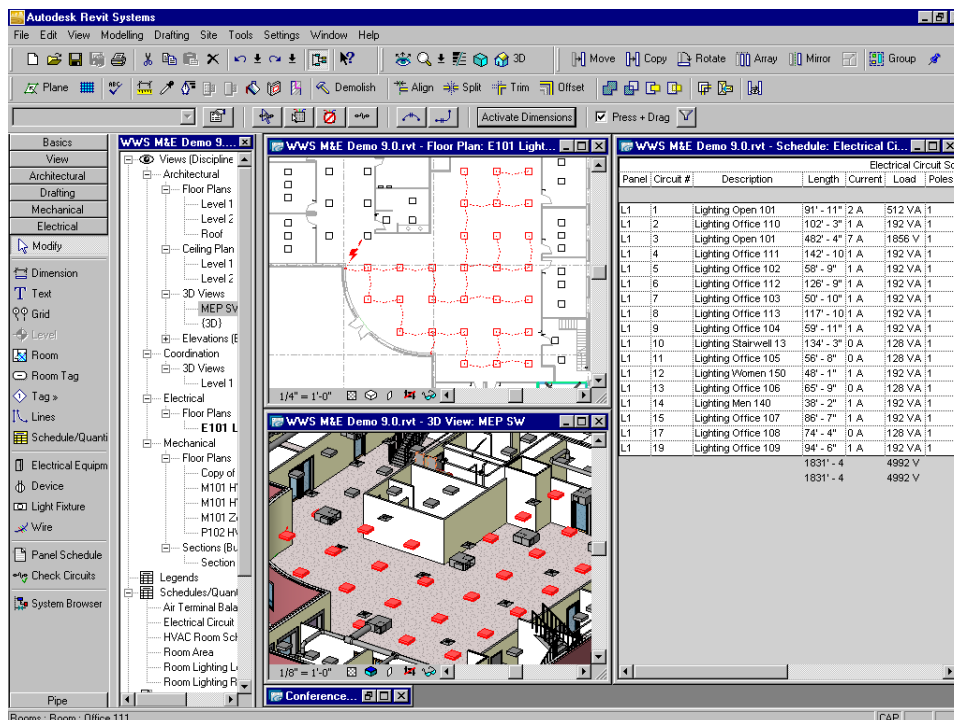 Autodesk Revit Systems
File Edit View Modelling Drafting Site Tools Settings Window Help
3D Move Copy Rotate Array Mirror Group
Plane Demolish Align Split Trim Offset
Activate Dimensions Press + Drag
Basics
View
Architectural
Drafting
Mechanical
Electrical
Modify
Dimension
Text
Grid
Level
Room
Room Tag
Tag »
Lines
Schedule/Quanti
Electrical Equipm
Device
Light Fixture
Wire
Panel Schedule
Check Circuits
System Browser
Pipe
WWS M&E Demo 9....
Views (Discipline
Architectural
Floor Plans
Level 1
Level 2
Roof
Ceiling Plan
Level 1
Level 2
3D Views
MEP SW
{3D}
Elevations (E
Coordination
3D Views
Level 1
Electrical
Floor Plans
E101 L
Mechanical
Floor Plans
Copy of
M101 H
M101 H
M101 Z
P102 HV
Sections (Bu
Section
Legends
Schedules/Quant
Air Terminal Bala
Electrical Circuit
HVAC Room Sch
Room Area
Room Lighting L
Room Lighting R
WWS M&E Demo 9.0.rvt - Floor Plan: E101 Light...
1/4" = 1'-0"
WWS M&E Demo 9.0.rvt - 3D View: MEP SW
1/8" = 1'-0"
Conference...
WWS M&E Demo 9.0.rvt - Schedule: Electrical Ci...
Electrical Circuit Sc
Panel Circuit # Description Length Current Load Poles
L1 1 Lighting Open 101 91' - 11" 2 A 512 VA 1
L1 2 Lighting Office 110 102' - 3" 1 A 192 VA 1
L1 3 Lighting Open 101 482' - 4" 7 A 1856 V 1
L1 4 Lighting Office 111 142' - 10 1 A 192 VA 1
L1 5 Lighting Office 102 58' - 9" 1 A 192 VA 1
L1 6 Lighting Office 112 126' - 9" 1 A 192 VA 1
L1 7 Lighting Office 103 50' - 10" 1 A 192 VA 1
L1 8 Lighting Office 113 117' - 10 1 A 192 VA 1
L1 9 Lighting Office 104 59' - 11" 1 A 192 VA 1
L1 10 Lighting Stairwell 13 134' - 3" 0 A 128 VA 1
L1 11 Lighting Office 105 56' - 8" 0 A 128 VA 1
L1 12 Lighting Women 150 48' - 1" 1 A 192 VA 1
L1 13 Lighting Office 106 65' - 9" 0 A 128 VA 1
L1 14 Lighting Men 140 38' - 2" 1 A 192 VA 1
L1 15 Lighting Office 107 86' - 7" 1 A 192 VA 1
L1 17 Lighting Office 108 74' - 4" 0 A 128 VA 1
L1 19 Lighting Office 109 94' - 6" 1 A 192 VA 1
1831' - 4 4992 V
1831' - 4 4992 V
Rooms : Room : Office 111 CAP